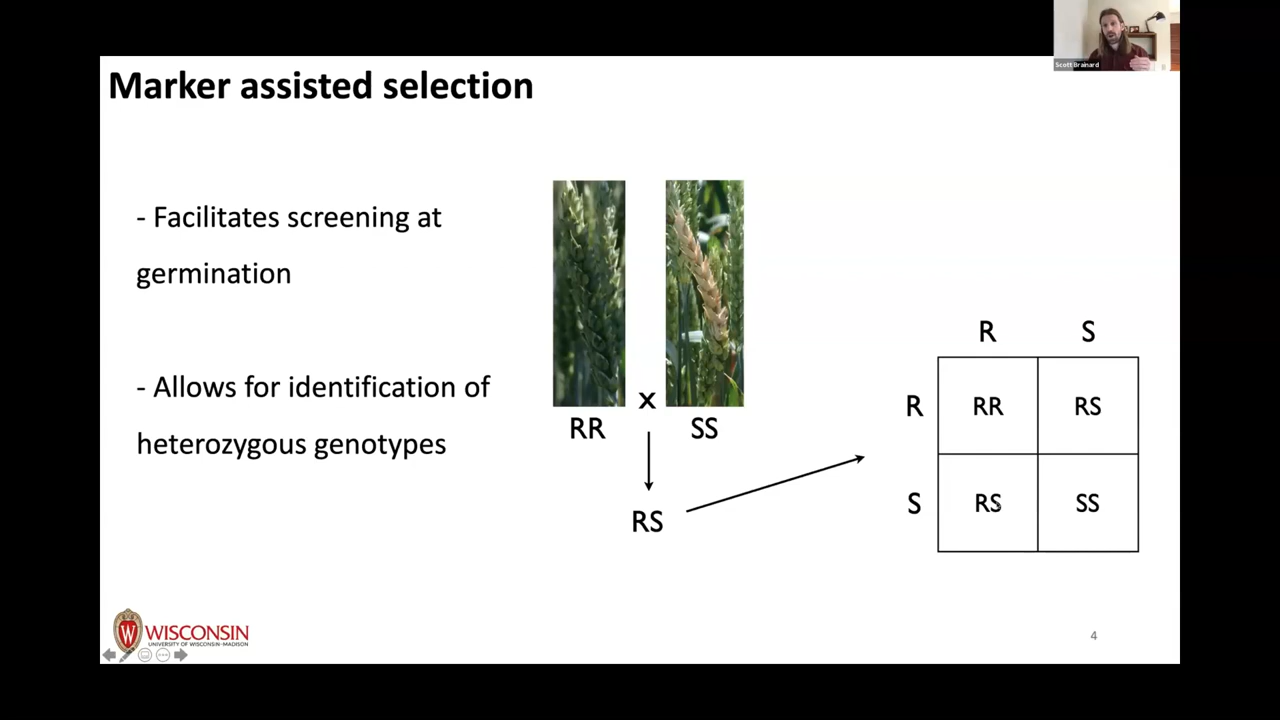 Scott Brainard
Marker assisted selection
- Facilitates screening at
germination
- Allows for identification of
heterozygous genotypes
x
RR
SS
RS
R S
R RR RS
S RS SS
W
WISCONSIN
UNIVERSITY OF WISCONSIN-MADISON
4